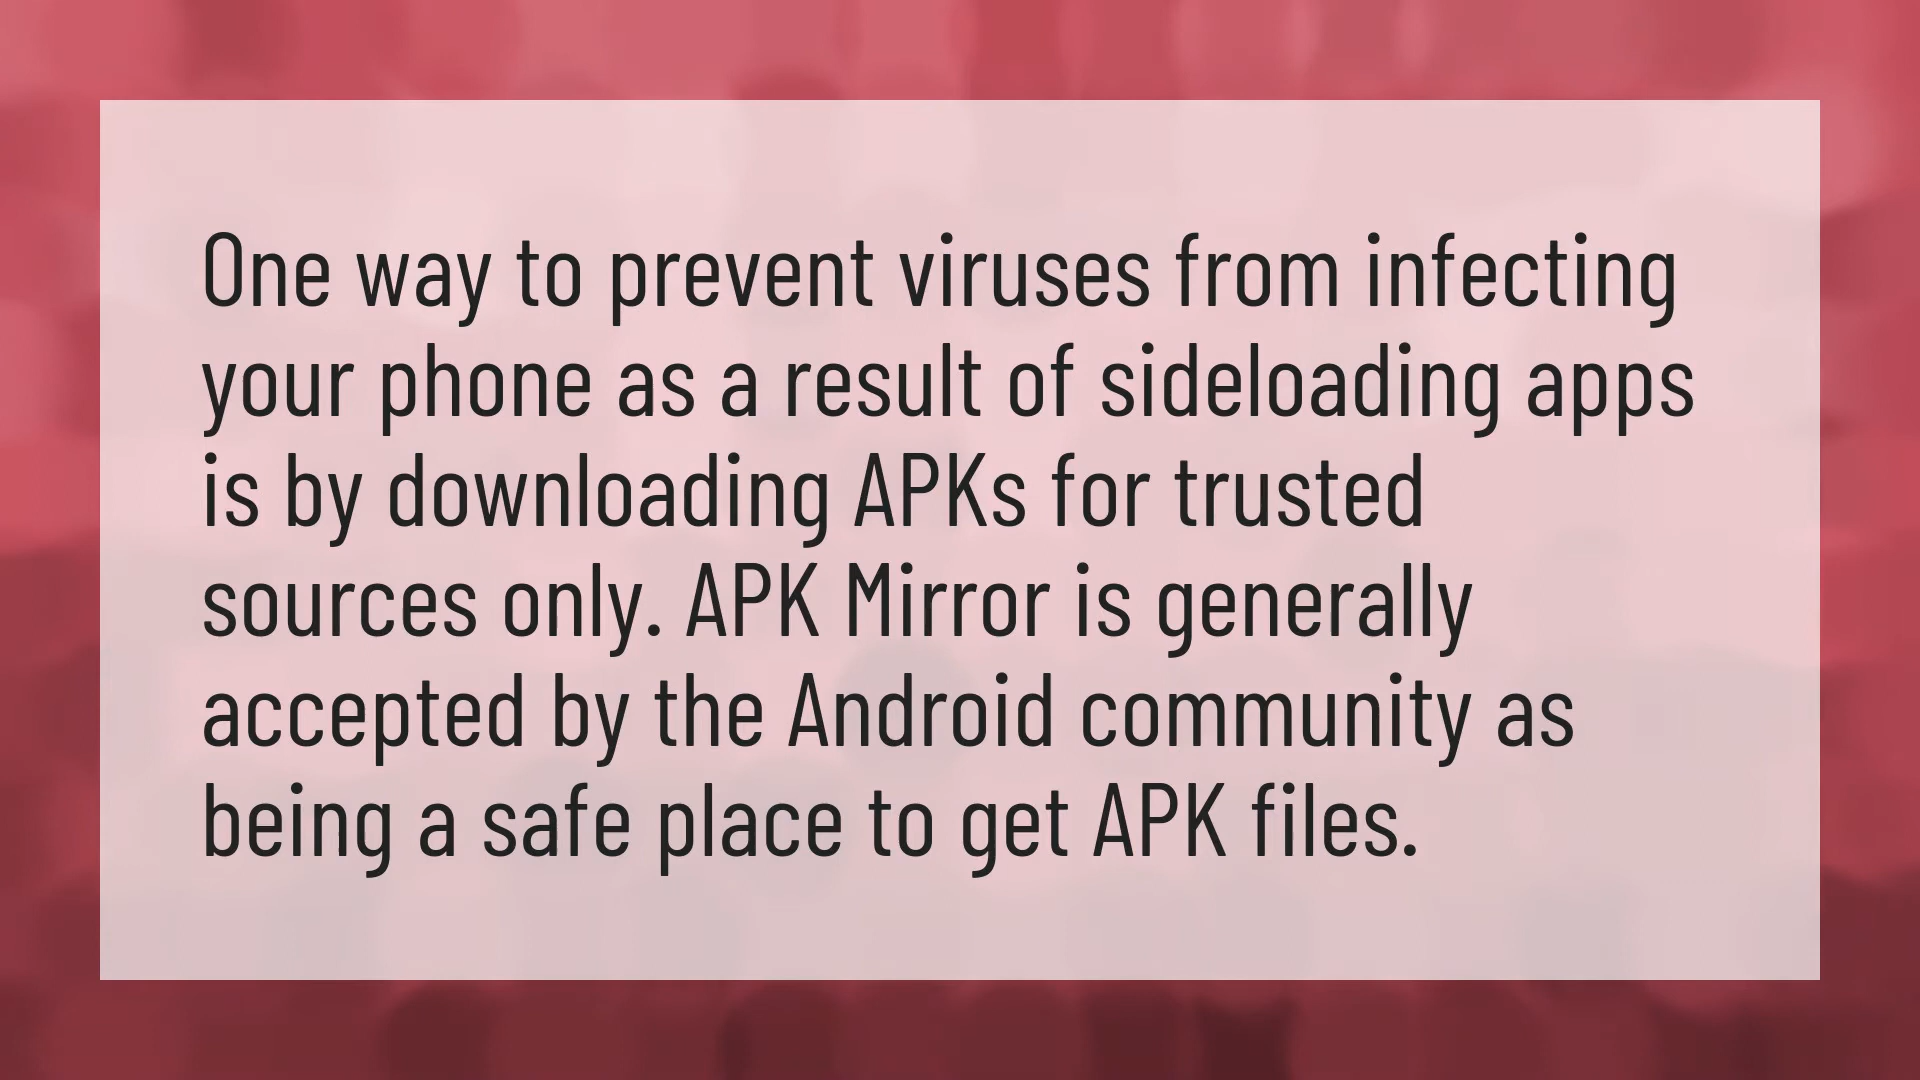 One way to prevent viruses from infecting
your phone as a result of sideloading apps
is by downloading APKs for trusted
sources only. APK Mirror is generally
accepted by the Android community as
being a safe place to get APK files.